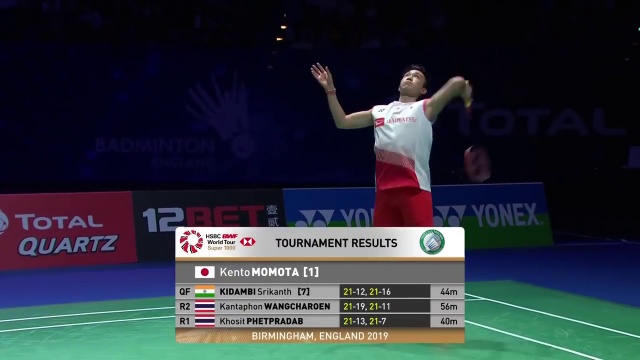 BADMINTON
ENGLAND
TOTAL
QUARTZ
12BET 壹贰
YONEX YONEX
HSBC BWF
World Tour
Super 1000
TOURNAMENT RESULTS
Kento MOMOTA [1]
QF KIDAMBI Srikanth [7] 21-12, 21-16 44m
R2 Kantaphon WANGCHAROEN 21-19, 21-11 56m
R1 Khosit PHETPRADAB 21-13, 21-7 40m
BIRMINGHAM, ENGLAND 2019